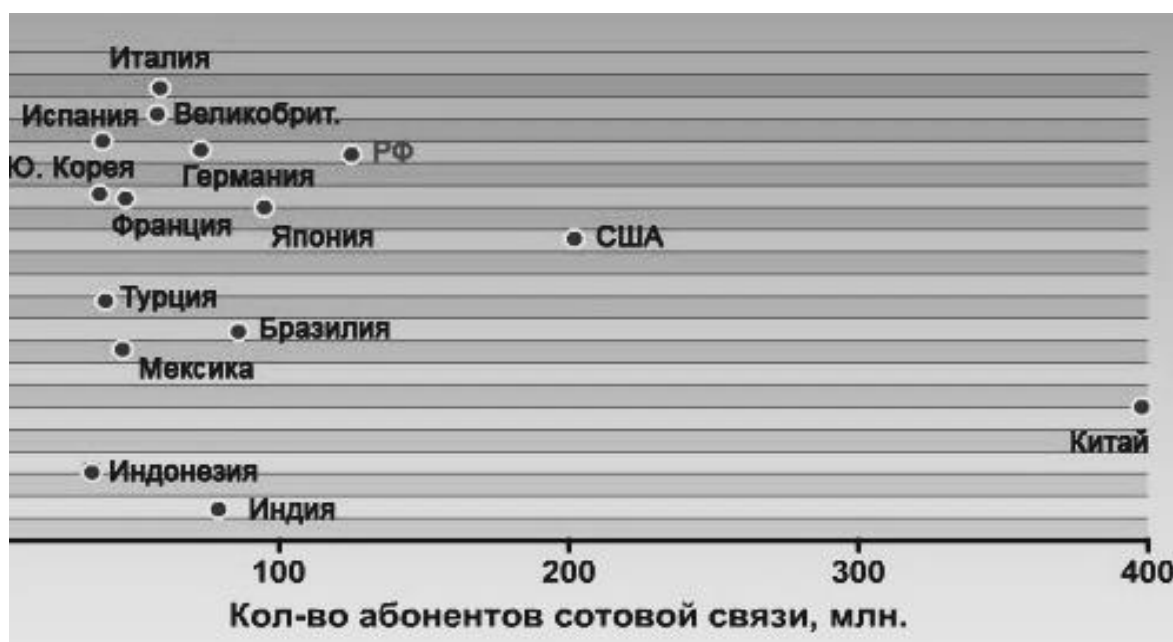 Италия
Испания Великобрит.
РФ
Ю. Корея Германия
Франция Япония США
Турция
Бразилия
Мексика
Китай
Индонезия
Индия
100 200 300 400
Кол-во абонентов сотовой связи, млн.